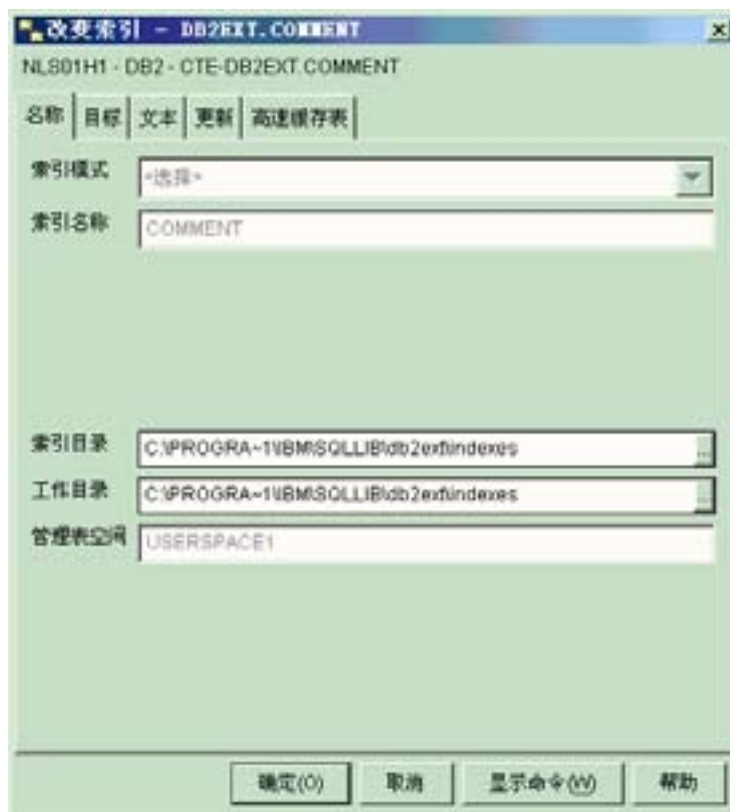 改变索引 - DB2EXT.COMMENT
NLS01H1 - DB2 - CTE-DB2EXT.COMMENT
名称 目标 文本 更新 高速缓存表
索引模式 <选择>
索引名称 COMMENT
索引目录 C:\PROGRA~1\IBM\SQLLIB\db2ext\indexes ...
工作目录 C:\PROGRA~1\IBM\SQLLIB\db2ext\indexes ...
管理表空间 USERSPACE1
确定(O) 取消 显示命令(W) 帮助